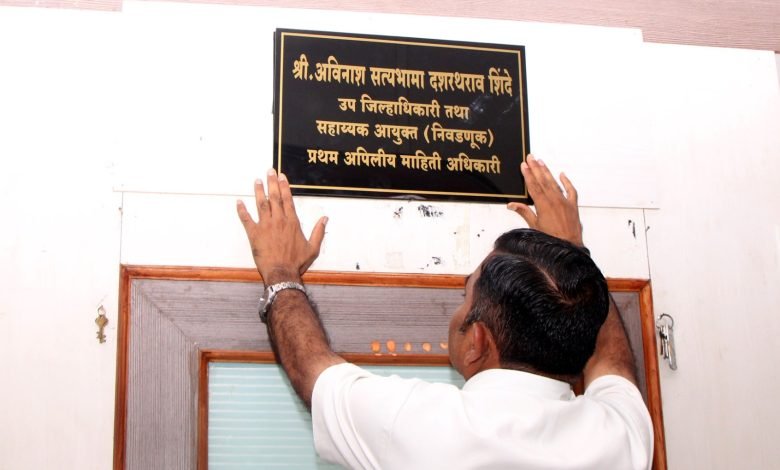 श्री.अविनाश सत्यभामा दशरथराव शिंदे
उप जिल्हाधिकारी तथा
सहाय्यक आयुक्त (निवडणूक)
प्रथम अपिलीय माहिती अधिकारी